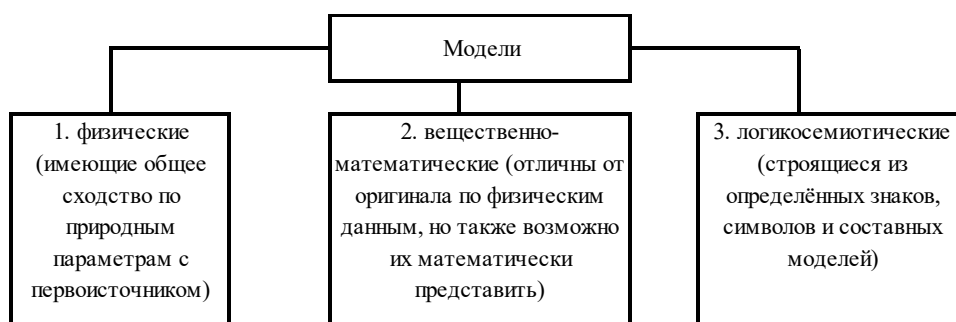 Модели
1. физические
(имеющие общее
сходство по
природным
параметрам с
первоисточником)
2. вещественно-
математические (отличны от
оригинала по физическим
данным, но также возможно
их математически
представить)
3. логикосемиотические
(строящиеся из
определённых знаков,
символов и составных
моделей)